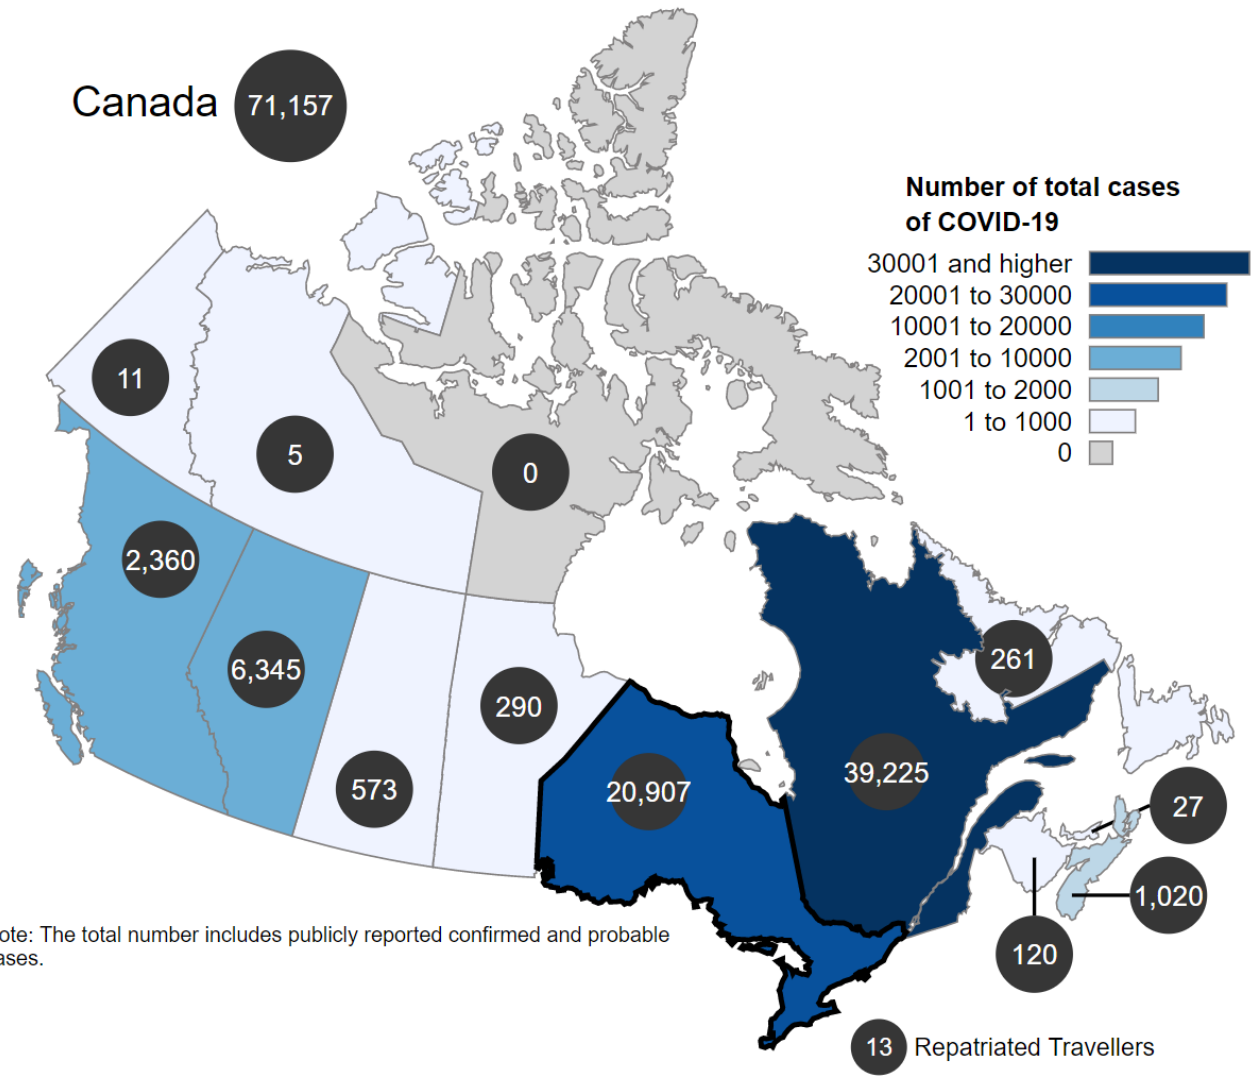 Canada 71,157
Number of total cases
of COVID-19
30001 and higher
20001 to 30000
10001 to 20000
2001 to 10000
1001 to 2000
1 to 1000
0
11
5
0
2,360
6,345
573
290
20,907
39,225
261
27
1,020
120
ote: The total number includes publicly reported confirmed and probable
ases.
13 Repatriated Travellers